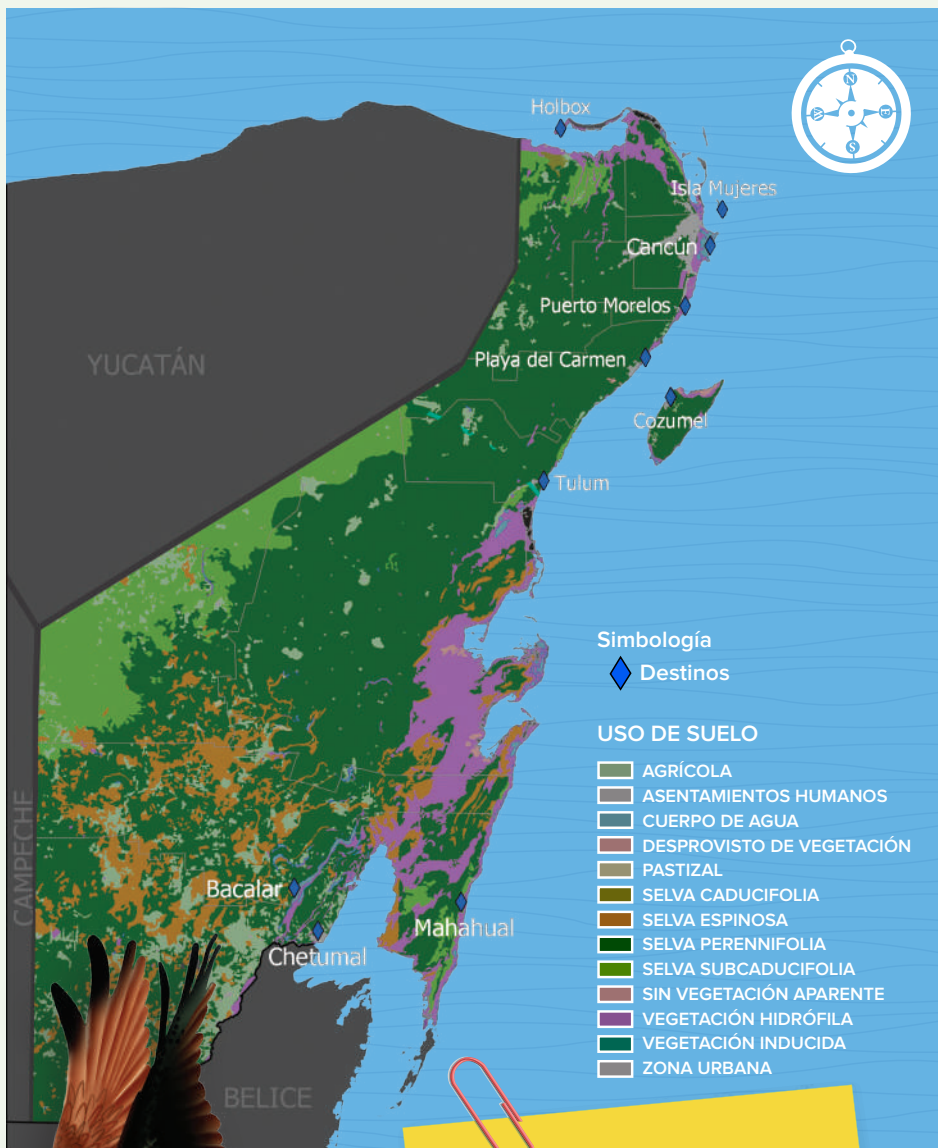 N
W
E
S
Holbox
Isla Mujeres
Cancún
Puerto Morelos
YUCATÁN
Playa del Carmen
Cozumel
Tulum
Simbología
Destinos
USO DE SUELO
AGRÍCOLA
ASENTAMIENTOS HUMANOS
CUERPO DE AGUA
DESPROVISTO DE VEGETACIÓN
PASTIZAL
SELVA CADUCIFOLIA
SELVA ESPINOSA
SELVA PERENNIFOLIA
SELVA SUBCADUCIFOLIA
SIN VEGETACIÓN APARENTE
VEGETACIÓN HIDRÓFILA
VEGETACIÓN INDUCIDA
ZONA URBANA
CAMPECHE
Bacalar
Mahahual
Chetumal
BELICE